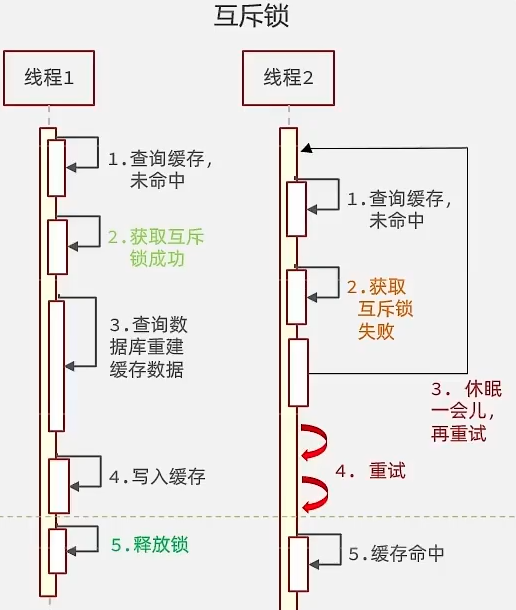 互斥锁
线程1
线程2
1.查询缓存，
未命中
2.获取互斥
锁成功
3.查询数
据库重建
缓存数据
4.写入缓存
5.释放锁
1.查询缓存，
未命中
2.获取
互斥锁
失败
3. 休眠
一会儿，
再重试
4. 重试
5.缓存命中